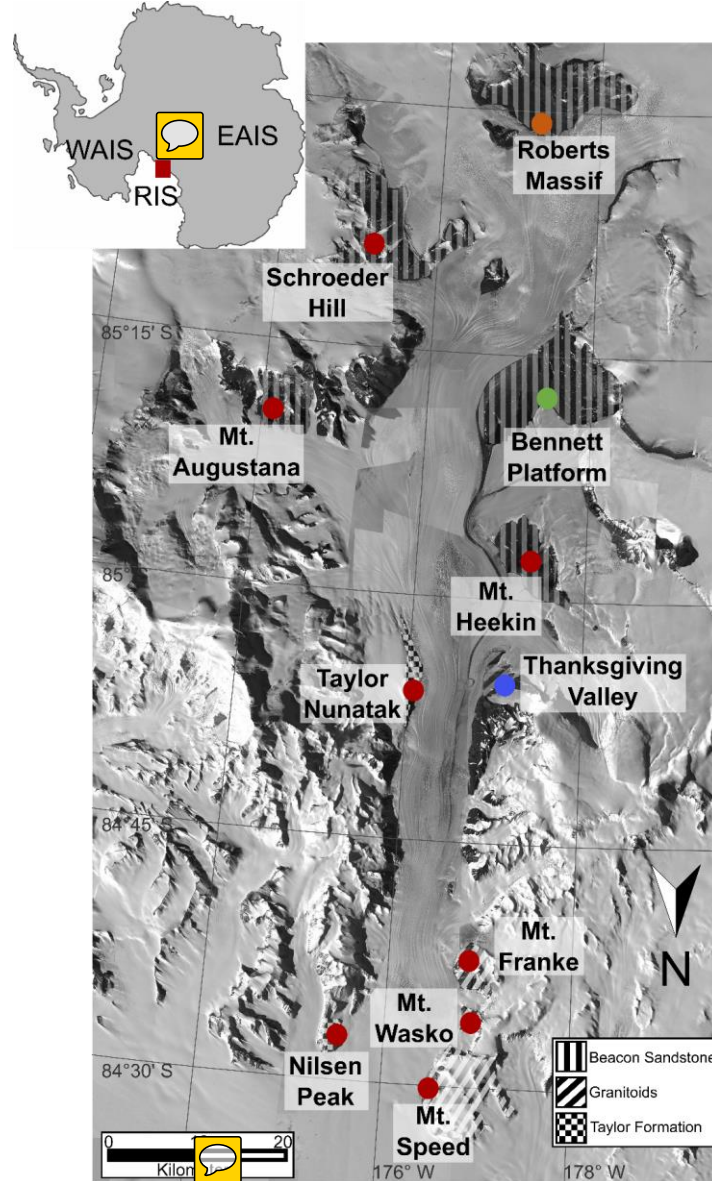 WAIS
EAIS
RIS
Roberts
Massif
Schroeder
Hill
85°15' S
Mt.
Augustana
Bennett
Platform
Mt.
Heekin
Taylor
Nunatak
Thanksgiving
Valley
84°45' S
N
Mt.
Franke
Mt.
Wasko
Nilsen
Peak
84°30' S
Mt.
Speed
Beacon Sandstone
Granitoids
Taylor Formation
0
20
176° W
178° W